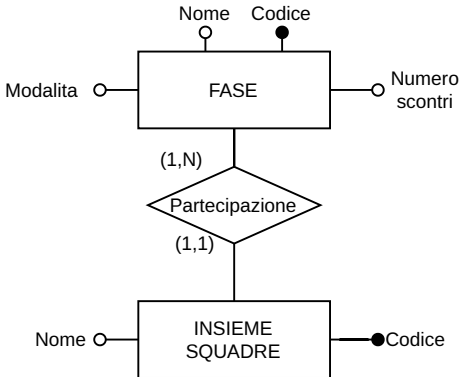 Nome
Codice
Modalita
FASE
Numero
scontri
(1,N)
Partecipazione
(1,1)
Nome
INSIEME
SQUADRE
Codice